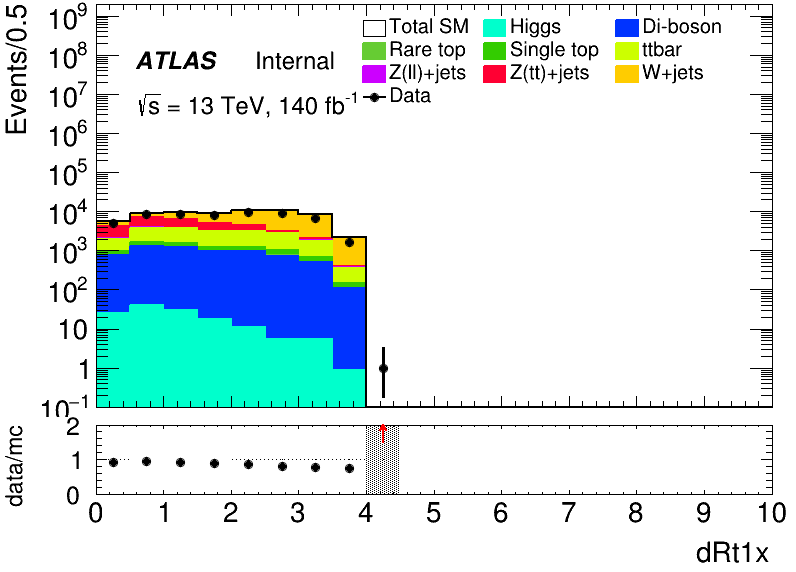 Events/0.5
10⁹
10⁸
10⁷
10⁶
10⁵
10⁴
10³
10²
10
1
10⁻¹
ATLAS Internal
√s = 13 TeV, 140 fb⁻¹
Total SM Higgs Di-boson
Rare top Single top ttbar
Z(ll)+jets Z(tt)+jets W+jets
Data
data/mc
2
1
0
0 1 2 3 4 5 6 7 8 9 10
dRt1x